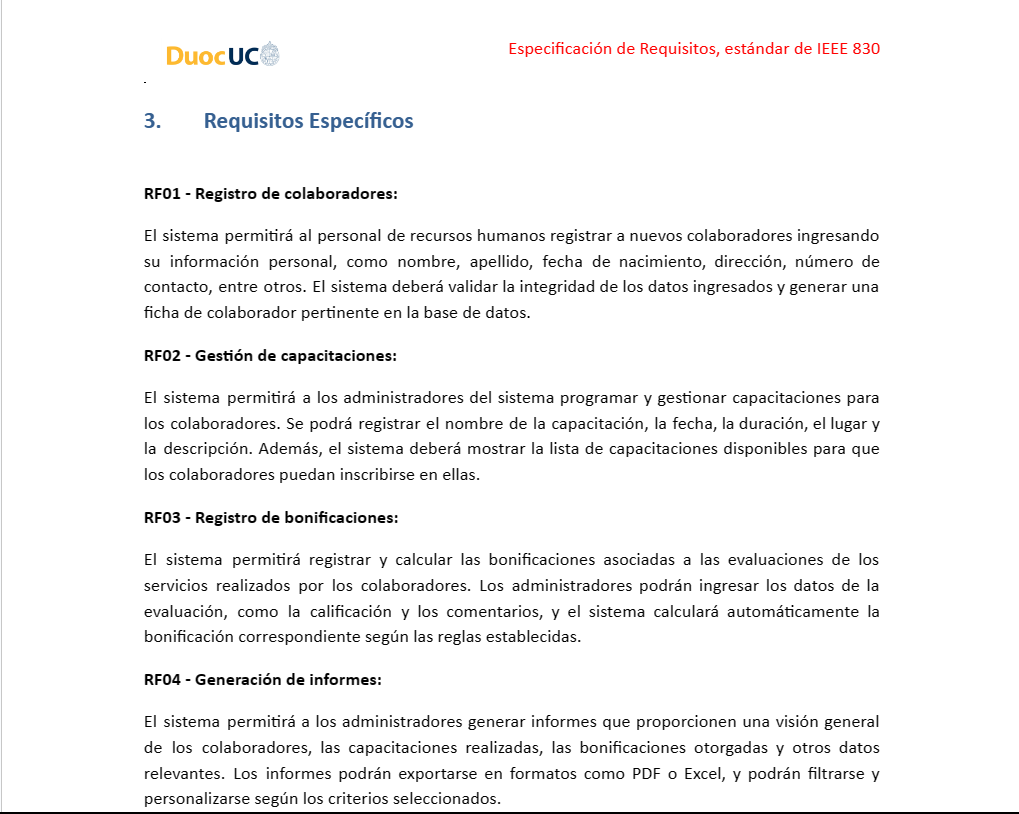 DuocUC
Especificación de Requisitos, estándar de IEEE 830
.
3. Requisitos Específicos
RF01 - Registro de colaboradores:
El sistema permitirá al personal de recursos humanos registrar a nuevos colaboradores ingresando
su información personal, como nombre, apellido, fecha de nacimiento, dirección, número de
contacto, entre otros. El sistema deberá validar la integridad de los datos ingresados y generar una
ficha de colaborador pertinente en la base de datos.
RF02 - Gestión de capacitaciones:
El sistema permitirá a los administradores del sistema programar y gestionar capacitaciones para
los colaboradores. Se podrá registrar el nombre de la capacitación, la fecha, la duración, el lugar y
la descripción. Además, el sistema deberá mostrar la lista de capacitaciones disponibles para que
los colaboradores puedan inscribirse en ellas.
RF03 - Registro de bonificaciones:
El sistema permitirá registrar y calcular las bonificaciones asociadas a las evaluaciones de los
servicios realizados por los colaboradores. Los administradores podrán ingresar los datos de la
evaluación, como la calificación y los comentarios, y el sistema calculará automáticamente la
bonificación correspondiente según las reglas establecidas.
RF04 - Generación de informes:
El sistema permitirá a los administradores generar informes que proporcionen una visión general
de los colaboradores, las capacitaciones realizadas, las bonificaciones otorgadas y otros datos
relevantes. Los informes podrán exportarse en formatos como PDF o Excel, y podrán filtrarse y
personalizarse según los criterios seleccionados.